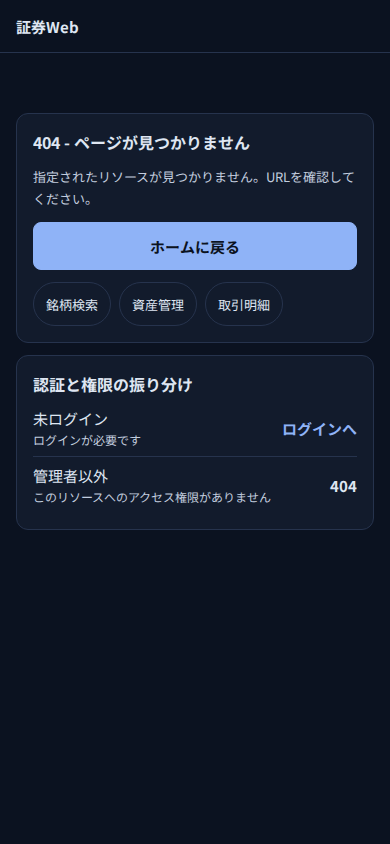 証券Web
404 - ページが見つかりません
指定されたリソースが見つかりません。URLを確認して
ください。
ホームに戻る
銘柄検索 資産管理 取引明細
認証と権限の振り分け
未ログイン
ログインが必要です
ログインへ
管理者以外
このリソースへのアクセス権限がありません
404